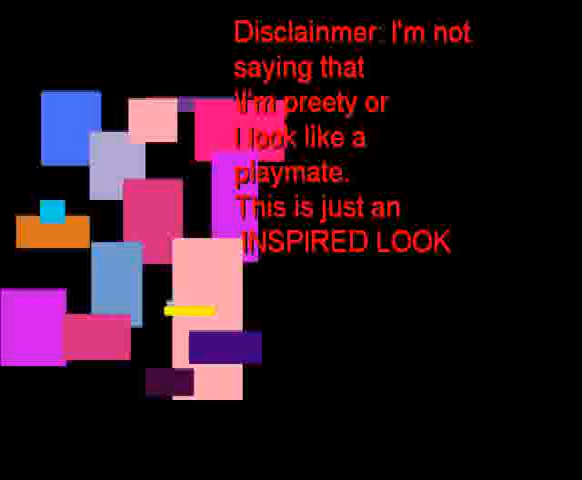 Disclainmer: I'm not
saying that
I'm preety or
I look like a
playmate.
This is just an
INSPIRED LOOK